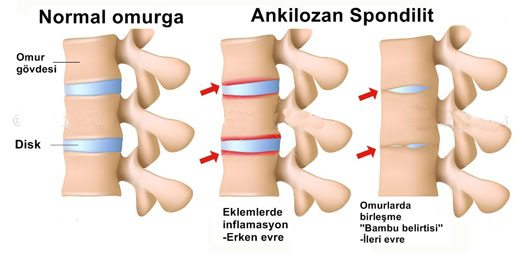 Normal omurga
Ankilozan Spondilit
Omur
gövdesi
Disk
Eklemlerde
inflamasyon
-Erken evre
Omurlarda
birleşme
"Bambu belirtisi"
-İleri evre